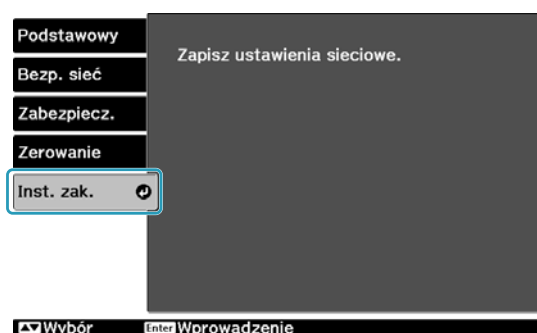 Podstawowy
Bezp. sieć
Zabezpiecz.
Zerowanie
Inst. zak.
Zapisz ustawienia sieciowe.
Wybór Enter Wprowadzenie